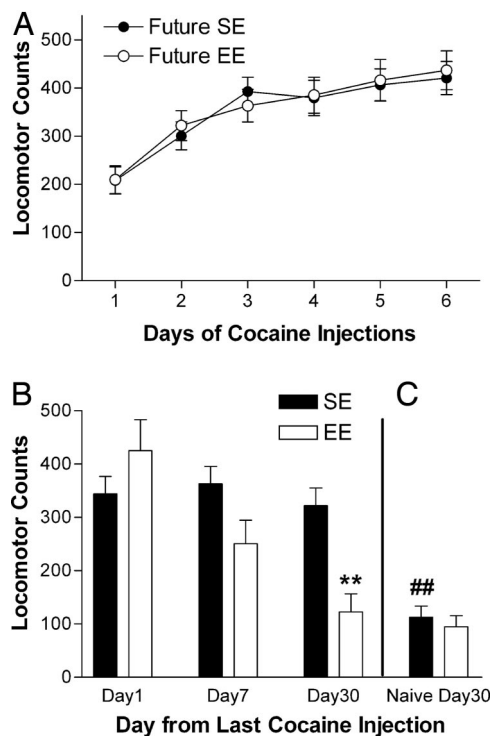 A
Future SE
Future EE
Locomotor Counts
500
400
300
200
100
0
1 2 3 4 5 6
Days of Cocaine Injections
B
SE
EE
C
Locomotor Counts
500
400
300
200
100
0
**
##
Day1 Day7 Day30 Naive Day30
Day from Last Cocaine Injection